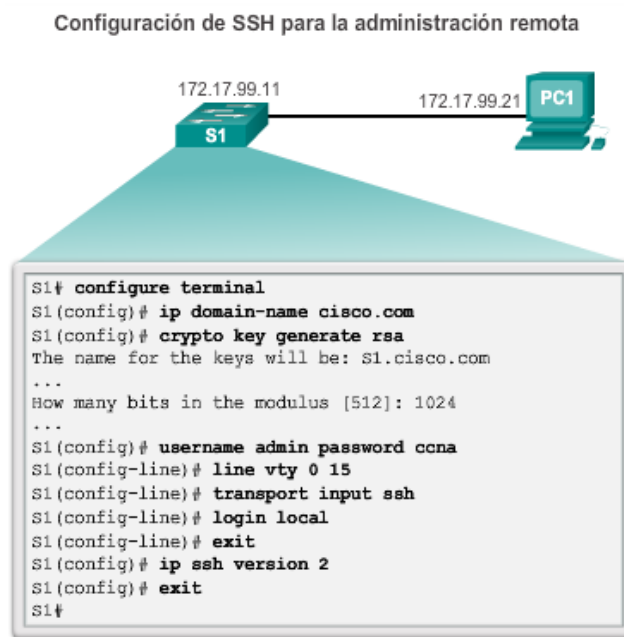 Configuración de SSH para la administración remota
172.17.99.11
172.17.99.21
PC1
S1
S1# configure terminal
S1(config)# ip domain-name cisco.com
S1(config)# crypto key generate rsa
The name for the keys will be: S1.cisco.com
...
How many bits in the modulus [512]: 1024
...
S1(config)# username admin password ccna
S1(config-line)# line vty 0 15
S1(config-line)# transport input ssh
S1(config-line)# login local
S1(config-line)# exit
S1(config)# ip ssh version 2
S1(config)# exit
S1#